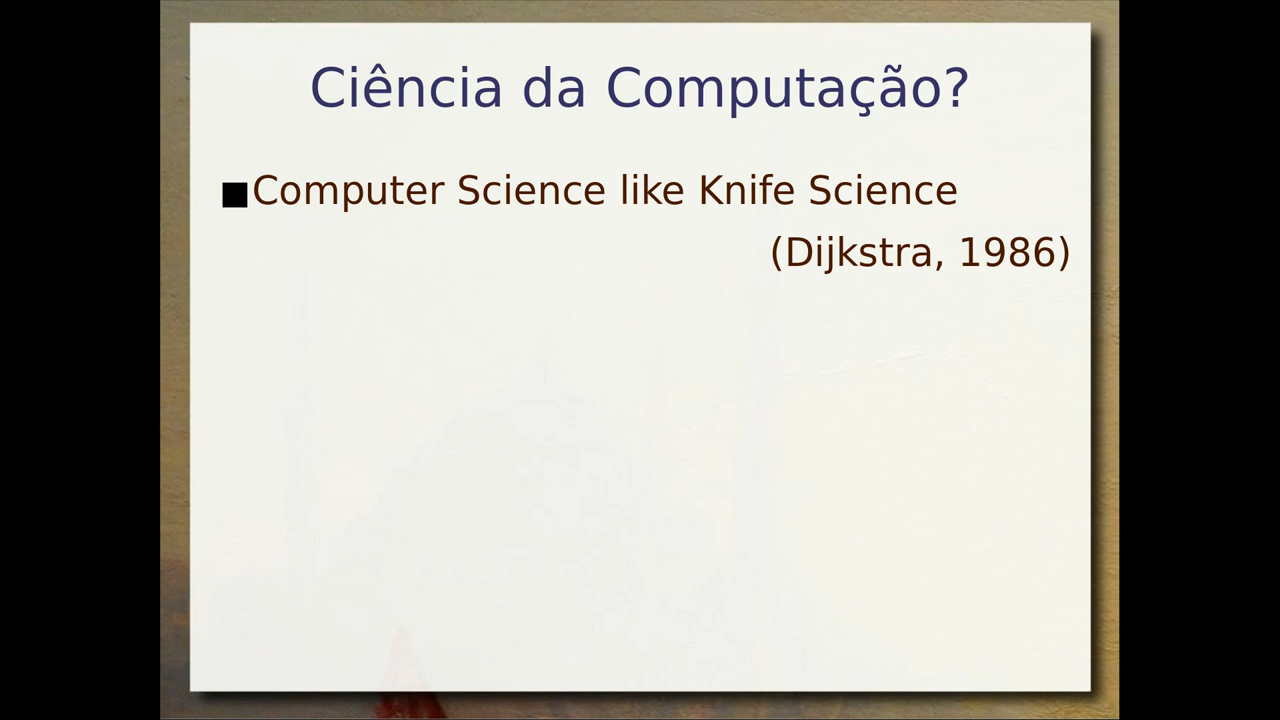 Ciência da Computação?
Computer Science like Knife Science
(Dijkstra, 1986)